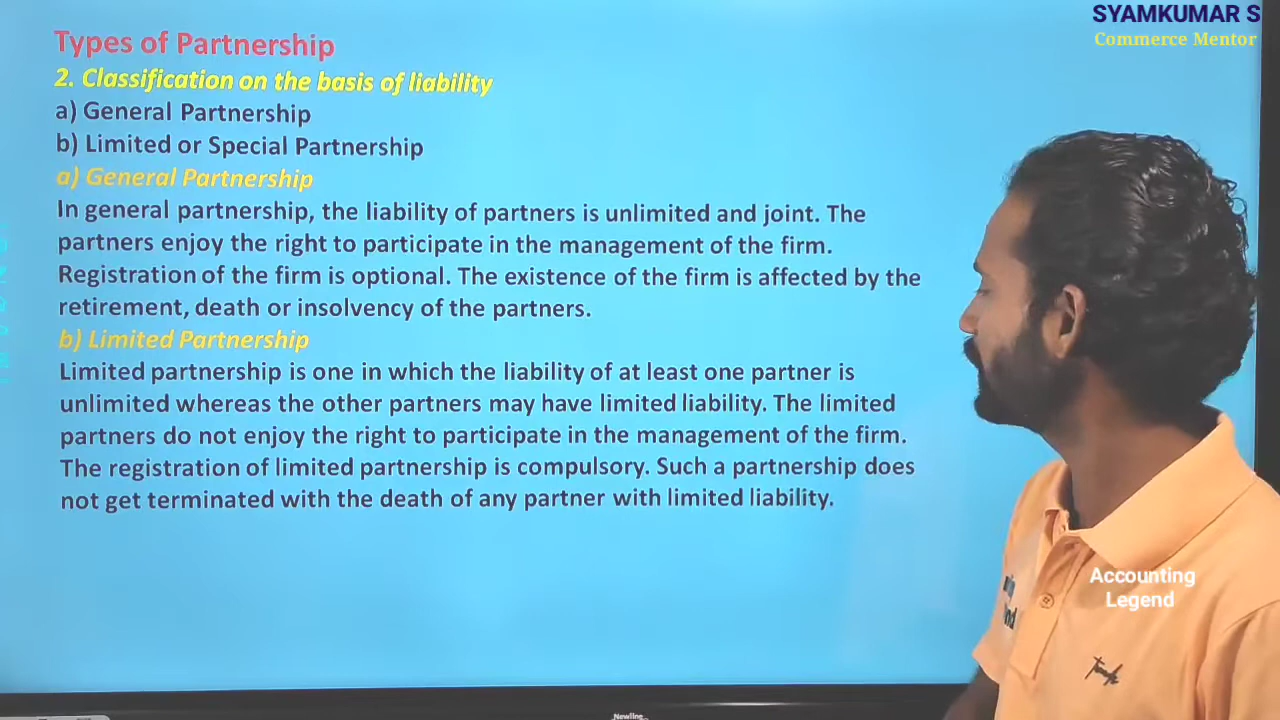 SYAMKUMAR S
Commerce Mentor
Types of Partnership
2. Classification on the basis of liability
a) General Partnership
b) Limited or Special Partnership
a) General Partnership
In general partnership, the liability of partners is unlimited and joint. The
partners enjoy the right to participate in the management of the firm.
Registration of the firm is optional. The existence of the firm is affected by the
retirement, death or insolvency of the partners.
b) Limited Partnership
Limited partnership is one in which the liability of at least one partner is
unlimited whereas the other partners may have limited liability. The limited
partners do not enjoy the right to participate in the management of the firm.
The registration of limited partnership is compulsory. Such a partnership does
not get terminated with the death of any partner with limited liability.
Accounting
Legend
Newline